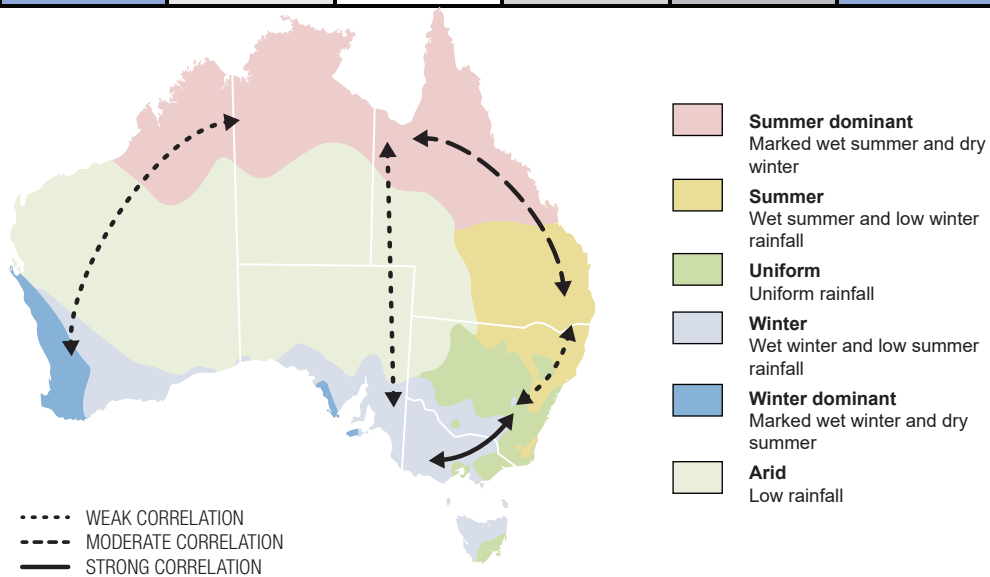 Summer dominant
Marked wet summer and dry
winter
Summer
Wet summer and low winter
rainfall
Uniform
Uniform rainfall
Winter
Wet winter and low summer
rainfall
Winter dominant
Marked wet winter and dry
summer
Arid
Low rainfall
WEAK CORRELATION
MODERATE CORRELATION
STRONG CORRELATION